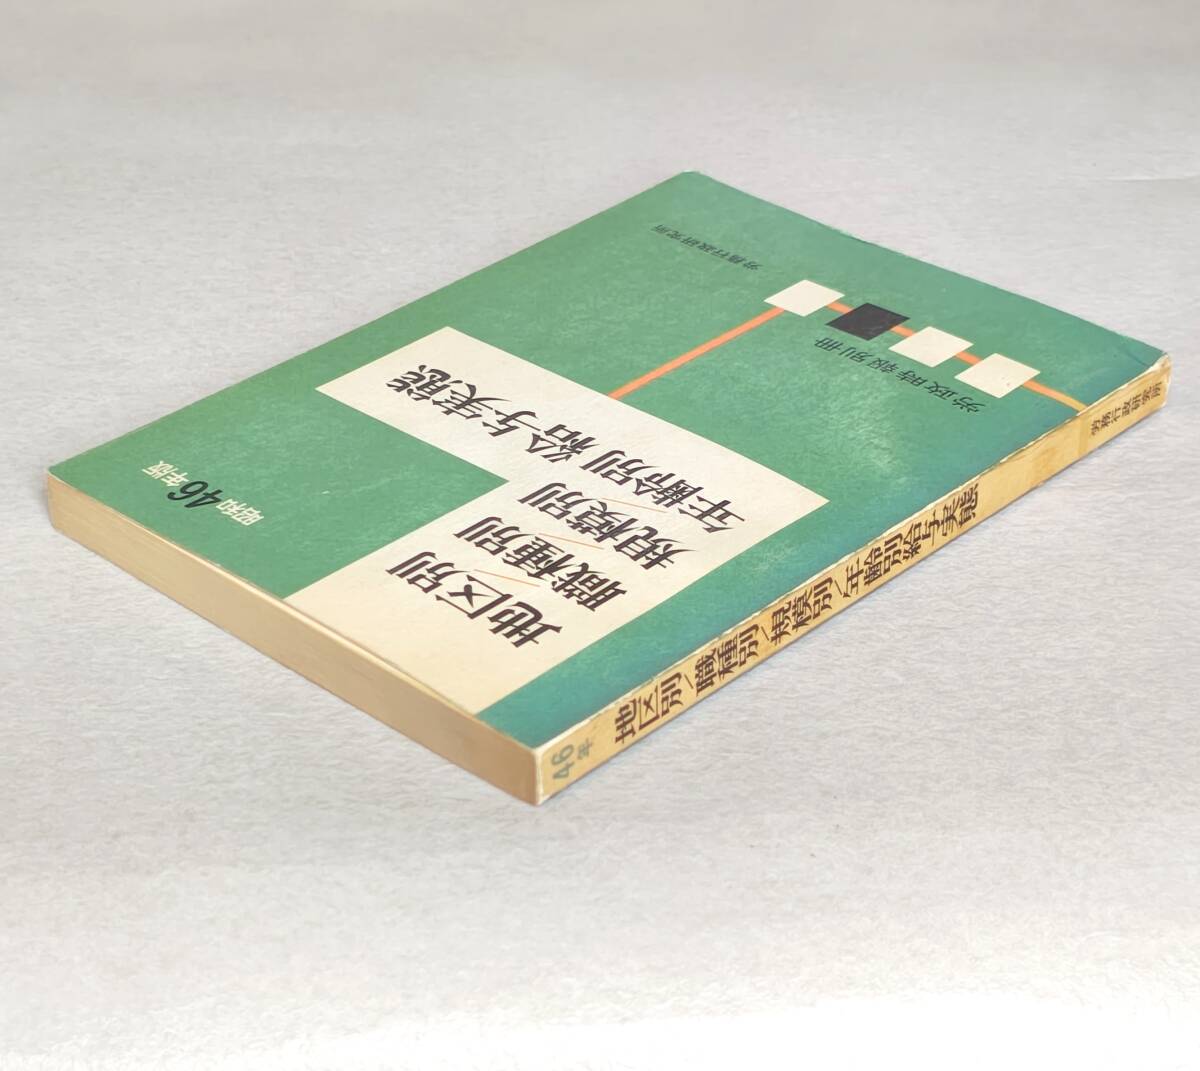 昭和46年版
地区別/
職種別/
規模別/
年齢別 給与実態
労政時報別冊
労務行政研究所
46年
地区別/職種別/規模別/年齢別給与実態
労務行政研究所